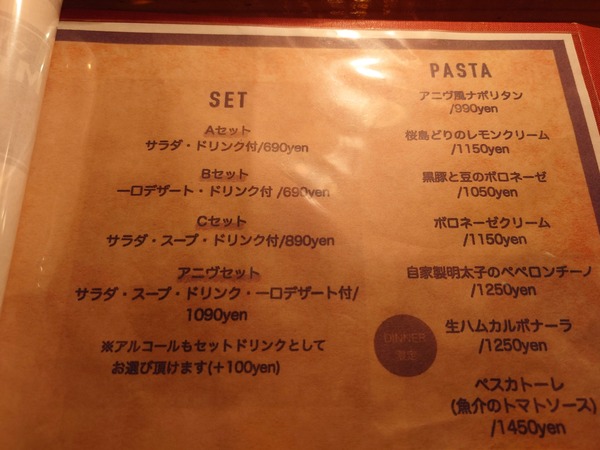 SET
Aセット
サラダ・ドリンク付/690yen
Bセット
一口デザート・ドリンク付 /690yen
Cセット
サラダ・スープ・ドリンク付/890yen
アニヴセット
サラダ・スープ・ドリンク・一口デザート付/
1090yen
※アルコールもセットドリンクとして
お選び頂けます(+100yen)
PASTA
アニヴ風ナポリタン
/990yen
桜島どりのレモンクリーム
/1150yen
黒豚と豆のボロネーゼ
/1050yen
ボロネーゼクリーム
/1150yen
自家製明太子のペペロンチーノ
/1250yen
DINNER
限定
生ハムカルボナーラ
/1250yen
ペスカトーレ
(魚介のトマトソース)
/1450yen